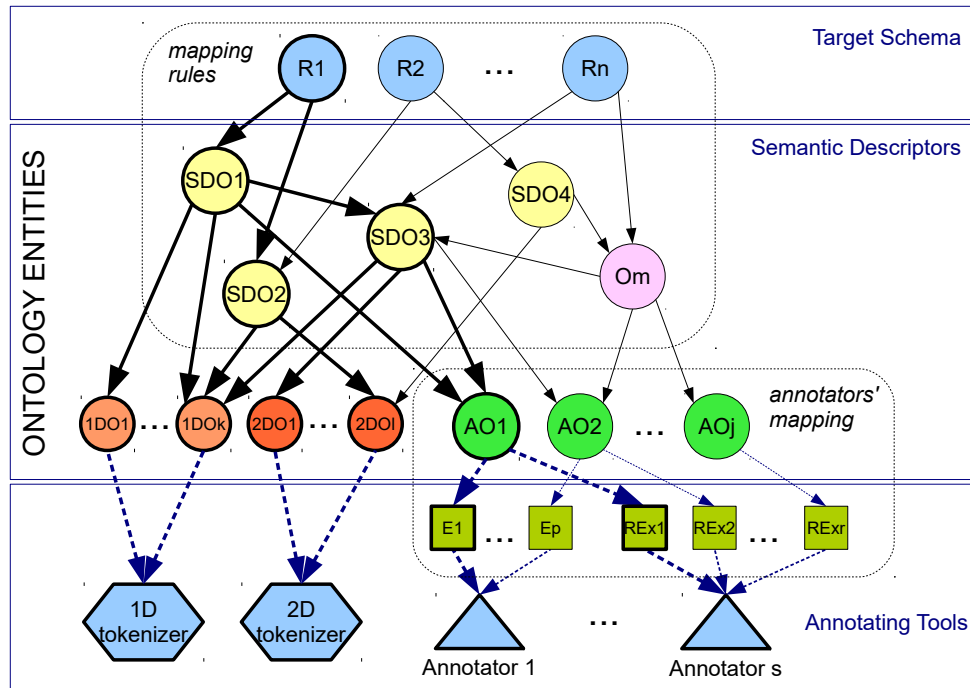 Target Schema
mapping
rules
R1
R2
...
Rn
Semantic Descriptors
ONTOLOGY ENTITIES
SDO1
SDO4
SDO3
SDO2
Om
annotators'
mapping
1DO1
...
1DOk
2DO1
...
2DOl
AO1
AO2
...
AOj
E1
...
Ep
REx1
REx2
...
RExr
1D
tokenizer
2D
tokenizer
...
Annotating Tools
Annotator 1
Annotator s